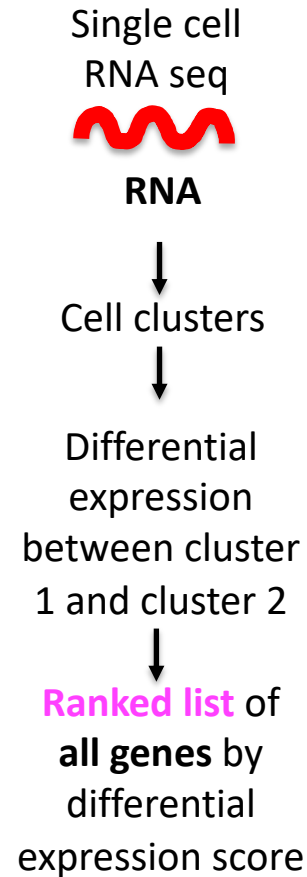 Single cell
RNA seq
RNA
Cell clusters
Differential
expression
between cluster
1 and cluster 2
Ranked list of
all genes by
differential
expression score